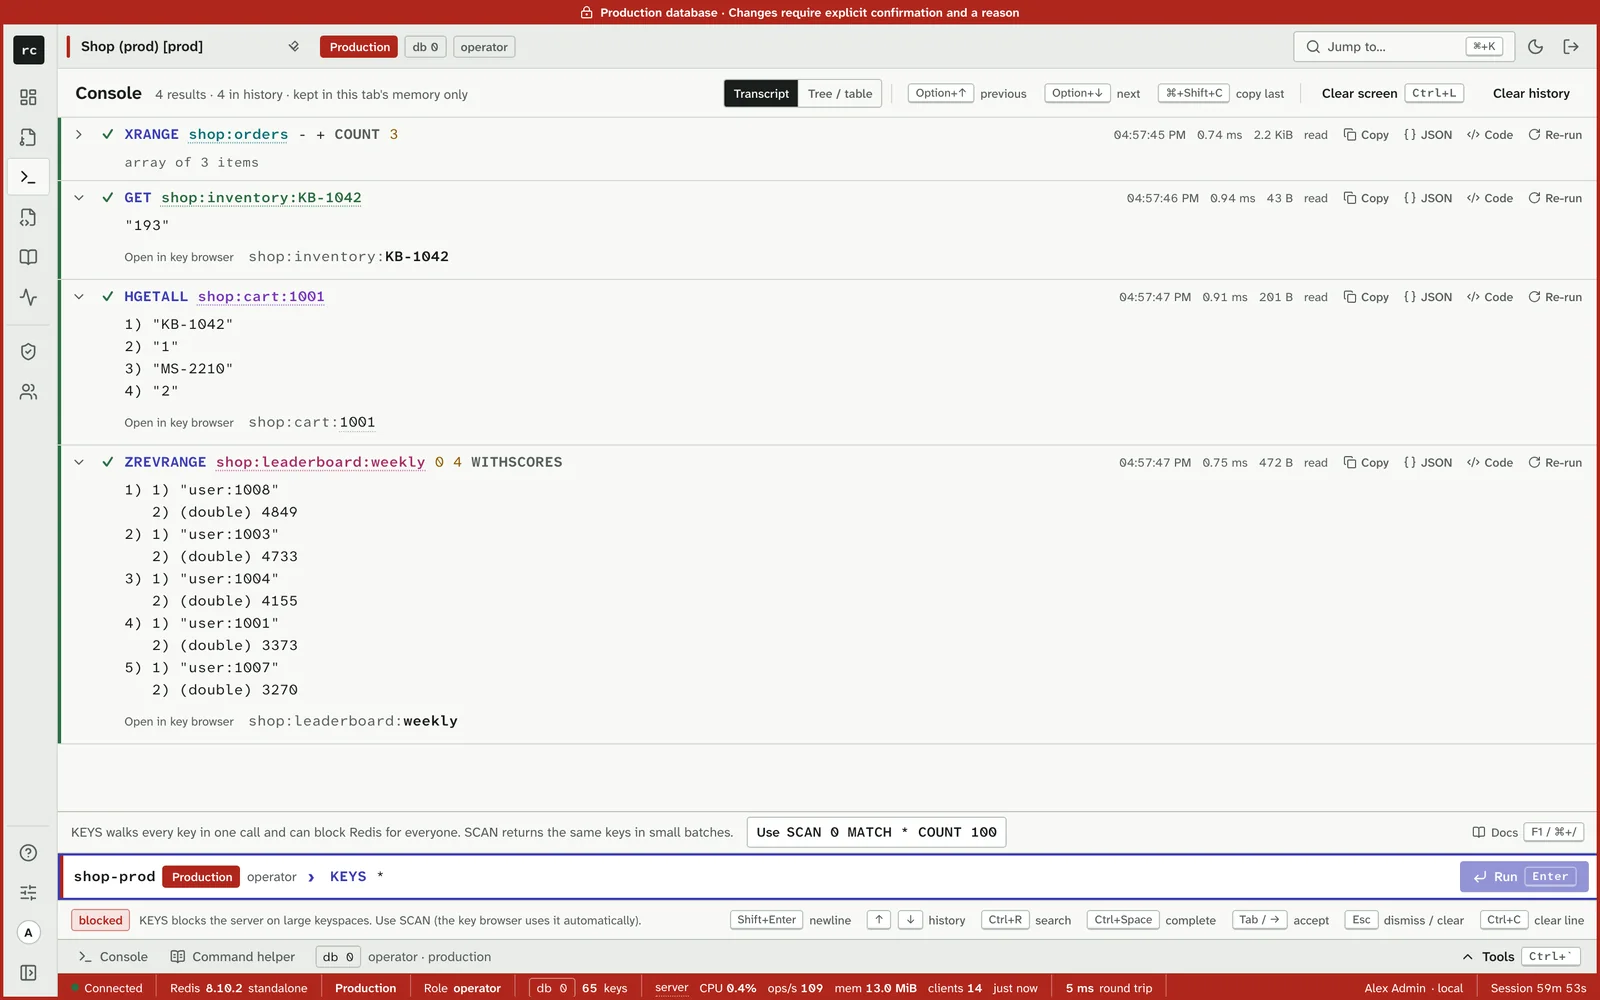 Production database · Changes require explicit confirmation and a reason
rc
Shop (prod) [prod]
Production
db 0
operator
Jump to...
⌘+K
Console
4 results · 4 in history · kept in this tab's memory only
Transcript
Tree / table
Option+↑ previous
Option+↓ next
⌘+Shift+C copy last
Clear screen Ctrl+L
Clear history
XRANGE shop:orders - + COUNT 3
04:57:45 PM 0.74 ms 2.2 KiB read Copy {} JSON </> Code Re-run
array of 3 items
GET shop:inventory:KB-1042
04:57:46 PM 0.94 ms 43 B read Copy {} JSON </> Code Re-run
"193"
Open in key browser shop:inventory:KB-1042
HGETALL shop:cart:1001
04:57:47 PM 0.91 ms 201 B read Copy {} JSON </> Code Re-run
1) "KB-1042"
2) "1"
3) "MS-2210"
4) "2"
Open in key browser shop:cart:1001
ZREVRANGE shop:leaderboard:weekly 0 4 WITHSCORES
04:57:47 PM 0.75 ms 472 B read Copy {} JSON </> Code Re-run
1) 1) "user:1008"
2) (double) 4849
2) 1) "user:1003"
2) (double) 4733
3) 1) "user:1004"
2) (double) 4155
4) 1) "user:1001"
2) (double) 3373
5) 1) "user:1007"
2) (double) 3270
Open in key browser shop:leaderboard:weekly
KEYS walks every key in one call and can block Redis for everyone. SCAN returns the same keys in small batches.
Use SCAN 0 MATCH * COUNT 100
Docs F1 / ⌘+/
shop-prod Production operator › KEYS *
Run Enter
blocked KEYS blocks the server on large keyspaces. Use SCAN (the key browser uses it automatically).
Shift+Enter newline ↑ ↓ history Ctrl+R search Ctrl+Space complete Tab / → accept Esc dismiss / clear Ctrl+C clear line
Console
Command helper
db 0 operator · production
Tools Ctrl+`
A
Connected Redis 8.10.2 standalone Production Role operator db 0 65 keys server CPU 0.4% ops/s 109 mem 13.0 MiB clients 14 just now 5 ms round trip Alex Admin · local Session 59m 53s